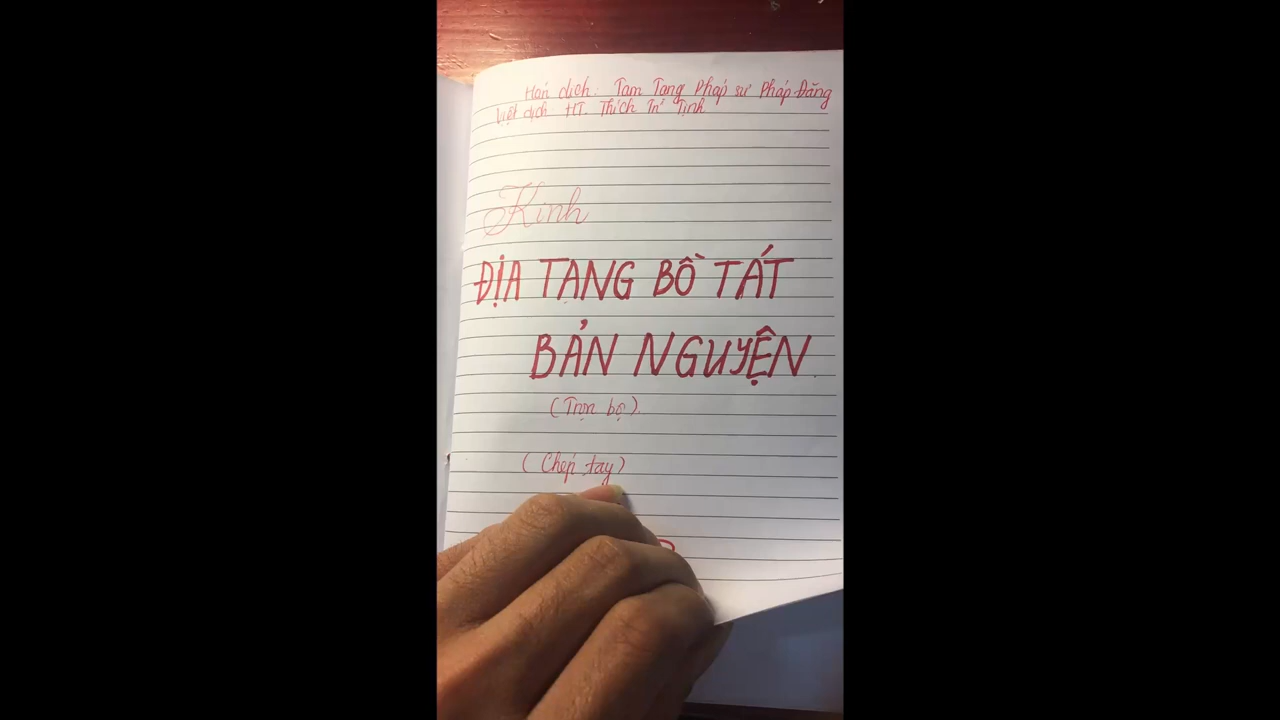 Hán dịch: Tam Tạng Pháp sư Pháp Đăng
Việt dịch HT. Thích Trí Tịnh
Kinh
ĐỊA TẠNG BỒ TÁT
BẢN NGUYỆN
(Trọn bộ).
(Chép tay)